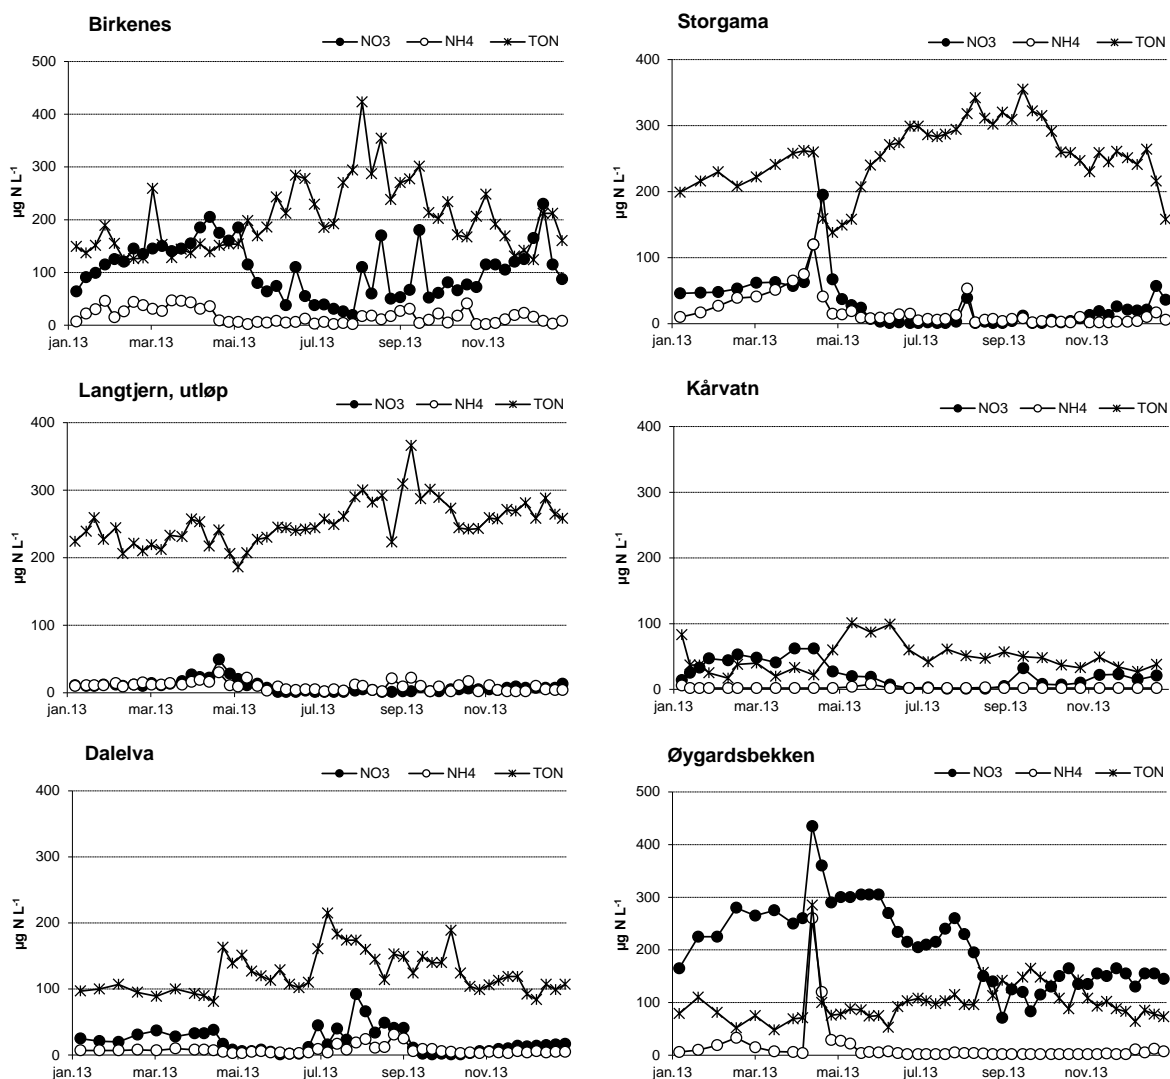 Birkenes
NO3 NH4 TON
µg N L-1
500
400
300
200
100
0
jan.13 mar.13 mai.13 jul.13 sep.13 nov.13
Storgama
NO3 NH4 TON
µg N L-1
400
300
200
100
0
jan.13 mar.13 mai.13 jul.13 sep.13 nov.13
Langtjern, utløp
NO3 NH4 TON
µg N L-1
400
300
200
100
0
jan.13 mar.13 mai.13 jul.13 sep.13 nov.13
Kårvatn
NO3 NH4 TON
µg N L-1
400
300
200
100
0
jan.13 mar.13 mai.13 jul.13 sep.13 nov.13
Dalelva
NO3 NH4 TON
µg N L-1
400
300
200
100
0
jan.13 mar.13 mai.13 jul.13 sep.13 nov.13
Øygardsbekken
NO3 NH4 TON
µg N L-1
500
400
300
200
100
0
jan.13 mar.13 mai.13 jul.13 sep.13 nov.13